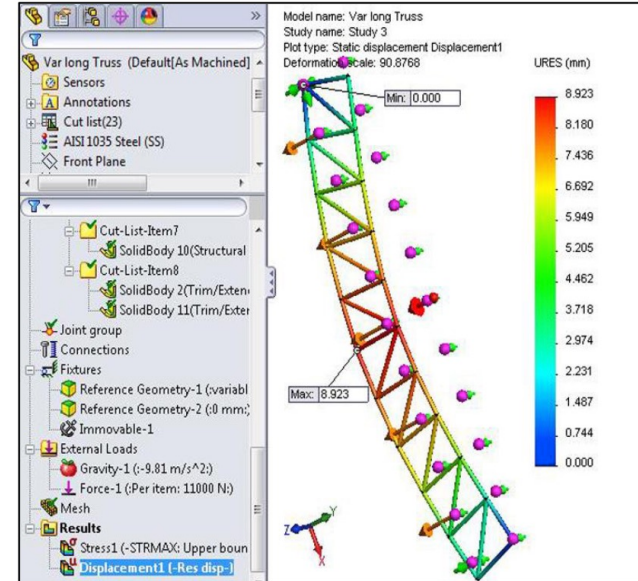 Var long Truss (Default[As Machined]
Sensors
Annotations
Cut list(23)
AISI 1035 Steel (SS)
Front Plane
Cut-List-Item7
SolidBody 10(Structural
Cut-List-Item8
SolidBody 2(Trim/Exten
SolidBody 11(Trim/Exter
Joint group
Connections
Fixtures
Reference Geometry-1 (:variabl
Reference Geometry-2 (:0 mm:)
Immovable-1
External Loads
Gravity-1 (:-9.81 m/s^2:)
Force-1 (:Per item: 11000 N:)
Mesh
Results
Stress1 (-STRMAX: Upper boun
Displacement1 (-Res disp-)
Model name: Var long Truss
Study name: Study 3
Plot type: Static displacement Displacement1
Deformation scale: 90.8768
Min: 0.000
Max: 8.923
Z
Y
X
URES (mm)
8.923
8.180
7.436
6.692
5.949
5.205
4.462
3.718
2.974
2.231
1.487
0.744
0.000